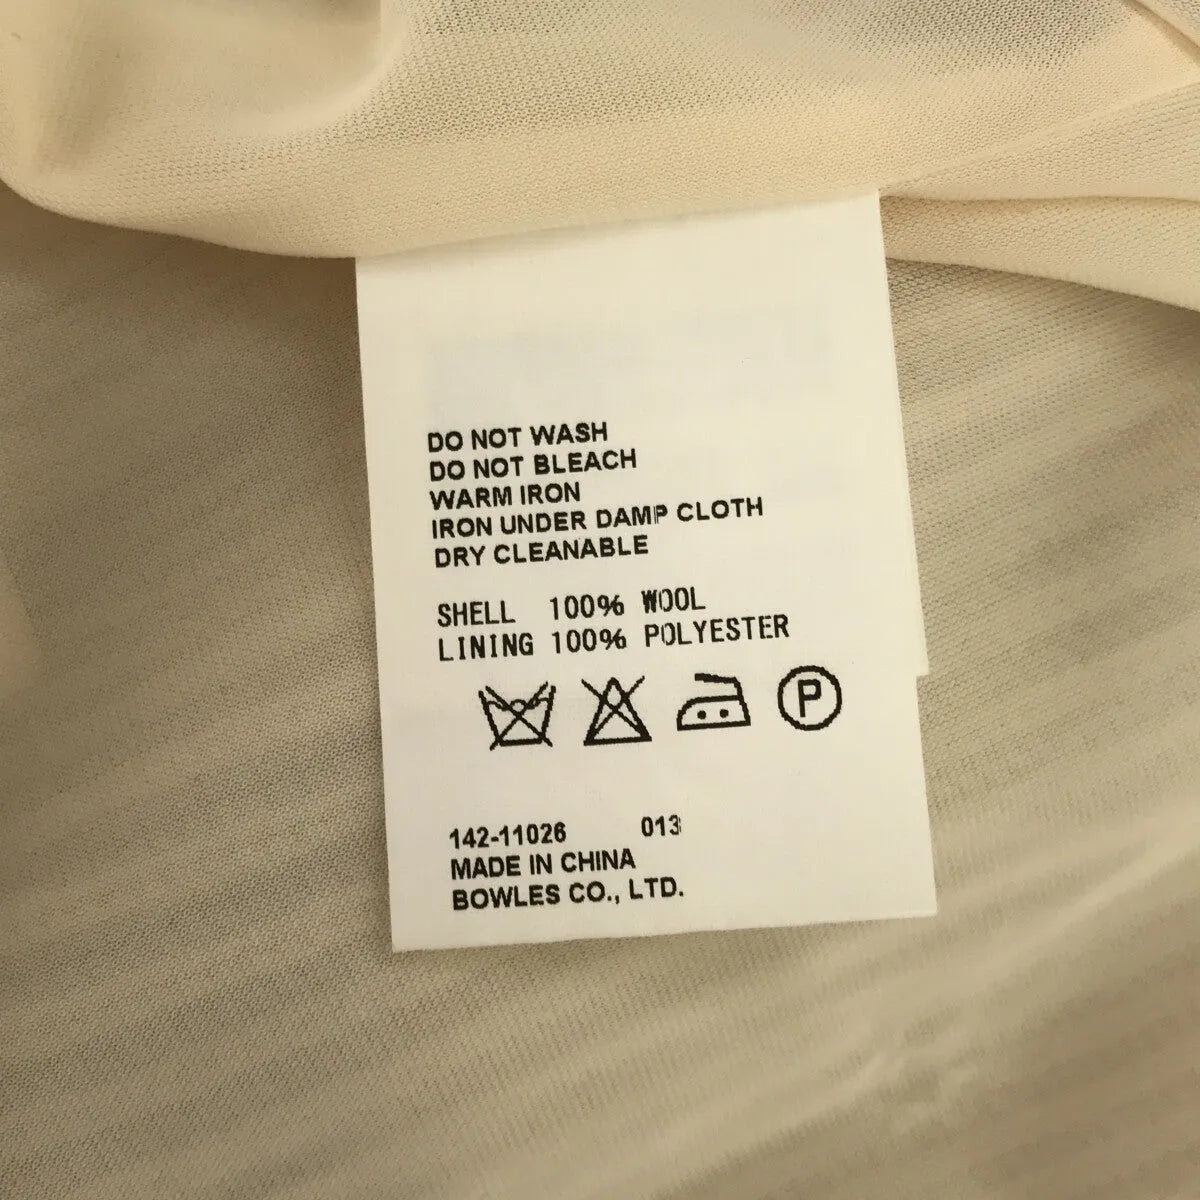 DO NOT WASH
DO NOT BLEACH
WARM IRON
IRON UNDER DAMP CLOTH
DRY CLEANABLE
SHELL 100% WOOL
LINING 100% POLYESTER
P
142-11026 013
MADE IN CHINA
BOWLES CO., LTD.